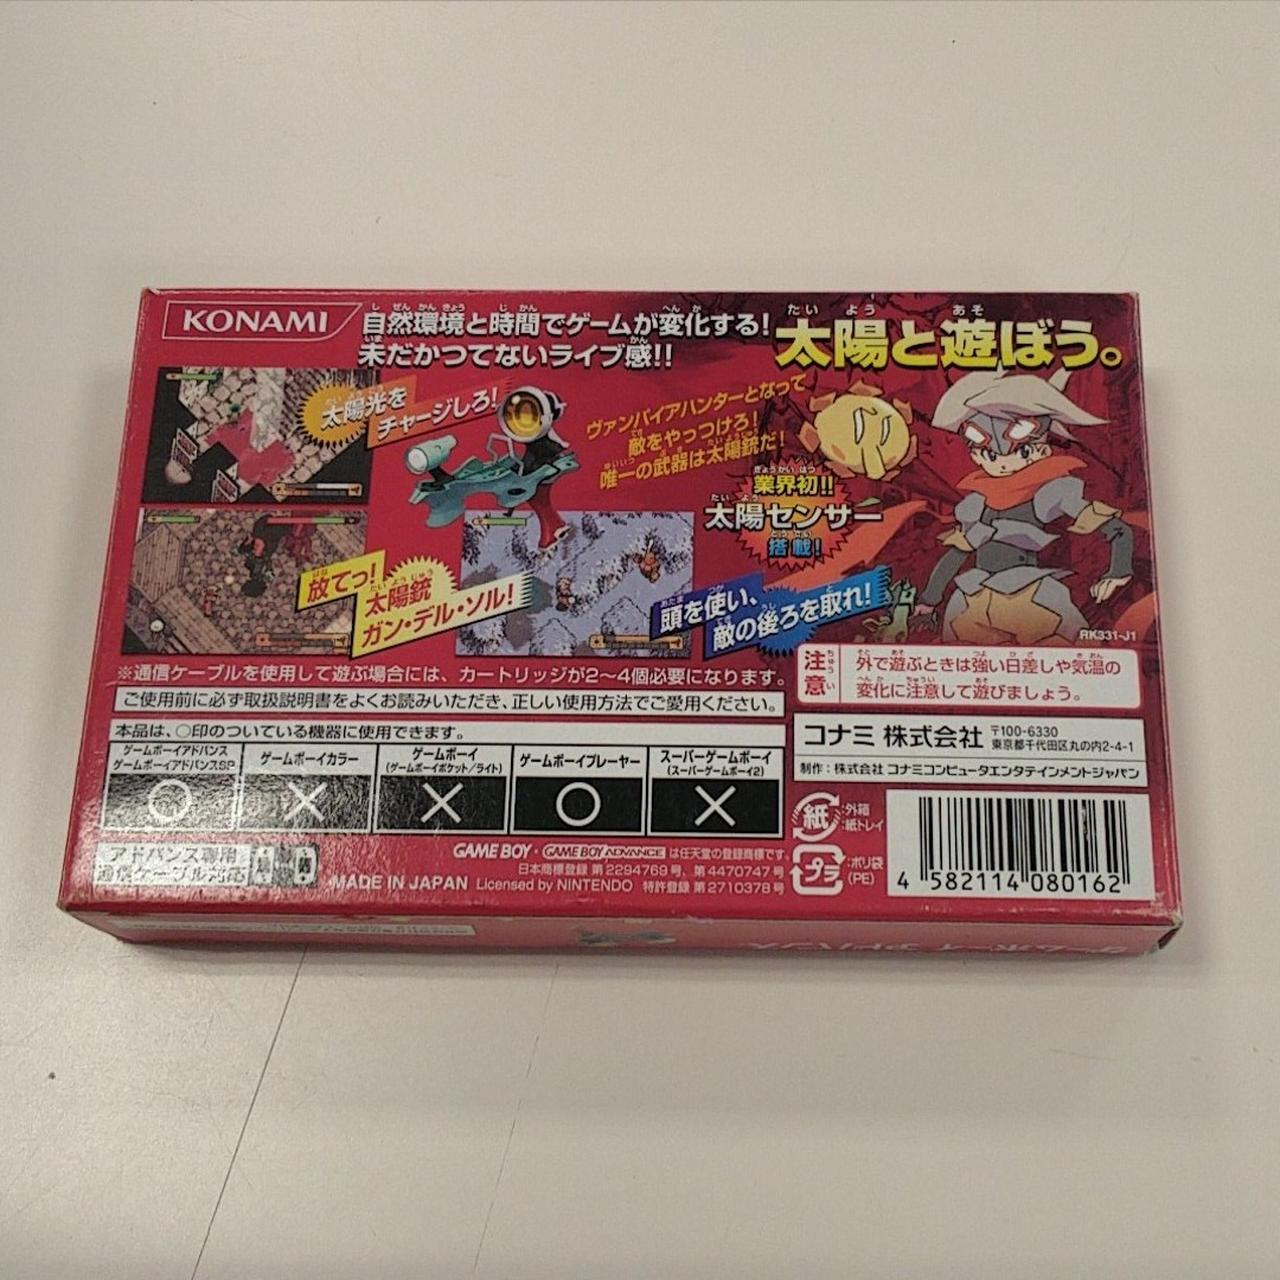 KONAMI
自然環境と時間でゲームが変化する!
未だかつてないライブ感!!
太陽と遊ぼう。
太陽光を
チャージしろ!
ヴァンパイアハンターとなって
敵をやっつけろ!
唯一の武器は太陽銃だ!
業界初!!
太陽センサー
搭載!
放てっ!
太陽銃
ガン・デル・ソル!
頭を使い、
敵の後ろを取れ!
RK331-J1
※通信ケーブルを使用して遊ぶ場合には、カートリッジが2〜4個必要になります。
注意
外で遊ぶときは強い日差しや気温の
変化に注意して遊びましょう。
ご使用前に必ず取扱説明書をよくお読みいただき、正しい使用方法でご愛用ください。
本品は、○印のついている機器に使用できます。
ゲームボーイアドバンス
ゲームボーイアドバンスSP
ゲームボーイカラー
ゲームボーイ
(ゲームボーイポケット/ライト)
ゲームボーイプレーヤー
スーパーゲームボーイ
(スーパーゲームボーイ2)
○ × × ○ ×
コナミ 株式会社
〒100-6330
東京都千代田区丸の内2-4-1
制作:株式会社 コナミコンピュータエンタテインメントジャパン
アドバンス専用
通信ケーブル対応
GAME BOY・GAME BOY ADVANCE は任天堂の登録商標です。
日本商標登録 第2294769号、第4470747号
MADE IN JAPAN Licensed by NINTENDO 特許登録 第2710378号
紙
:外箱
:紙トレイ
プラ
:ポリ袋
(PE)
4 582114 080162
ゲームボーイ アドバンス